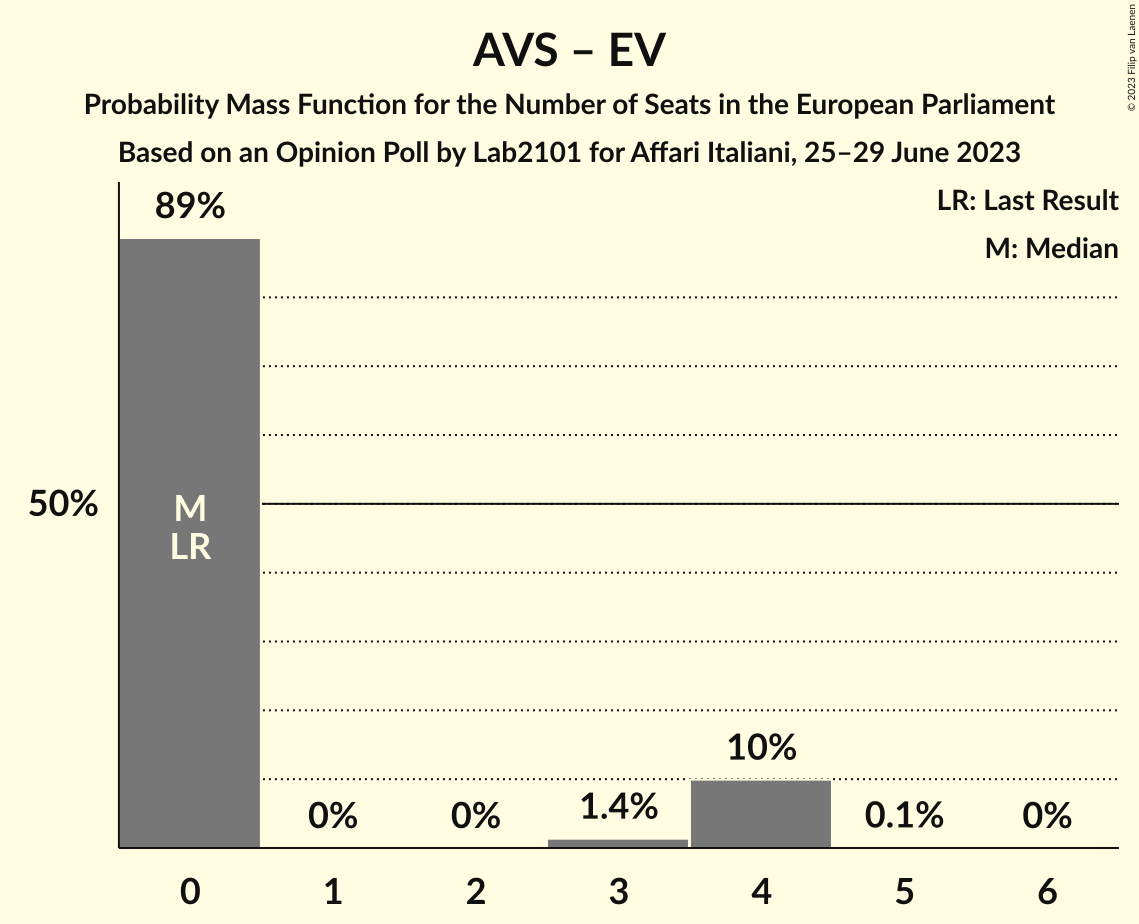 AVS – EV
Probability Mass Function for the Number of Seats in the European Parliament
Based on an Opinion Poll by Lab2101 for Affari Italiani, 25–29 June 2023
© 2023 Filip van Laenen
LR: Last Result
M: Median
89%
50%
M
LR
0%
0%
1.4%
10%
0.1%
0%
0 1 2 3 4 5 6